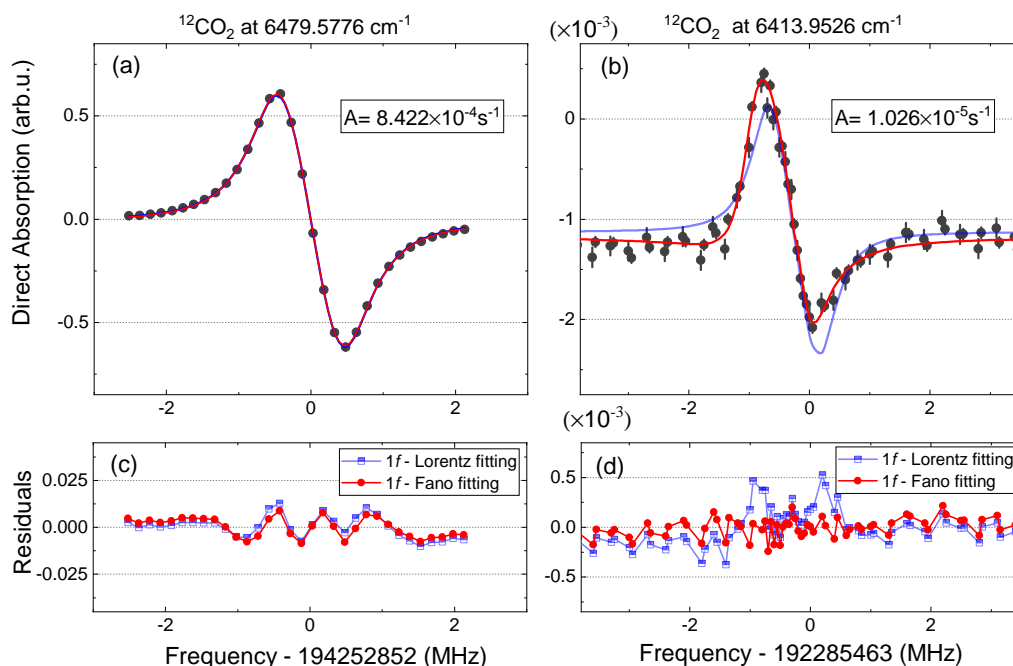 ¹²CO₂ at 6479.5776 cm⁻¹
(×10⁻³)
¹²CO₂ at 6413.9526 cm⁻¹
(a)
A= 8.422×10⁻⁴s⁻¹
(b)
A= 1.026×10⁻⁵s⁻¹
Direct Absorption (arb.u.)
0.5
0.0
-0.5
0
-1
-2
-2
0
2
-2
0
2
(×10⁻³)
(c)
1f - Lorentz fitting
1f - Fano fitting
(d)
1f - Lorentz fitting
1f - Fano fitting
Residuals
0.025
0.000
-0.025
0.5
0.0
-0.5
-2
0
2
-2
0
2
Frequency - 194252852 (MHz)
Frequency - 192285463 (MHz)